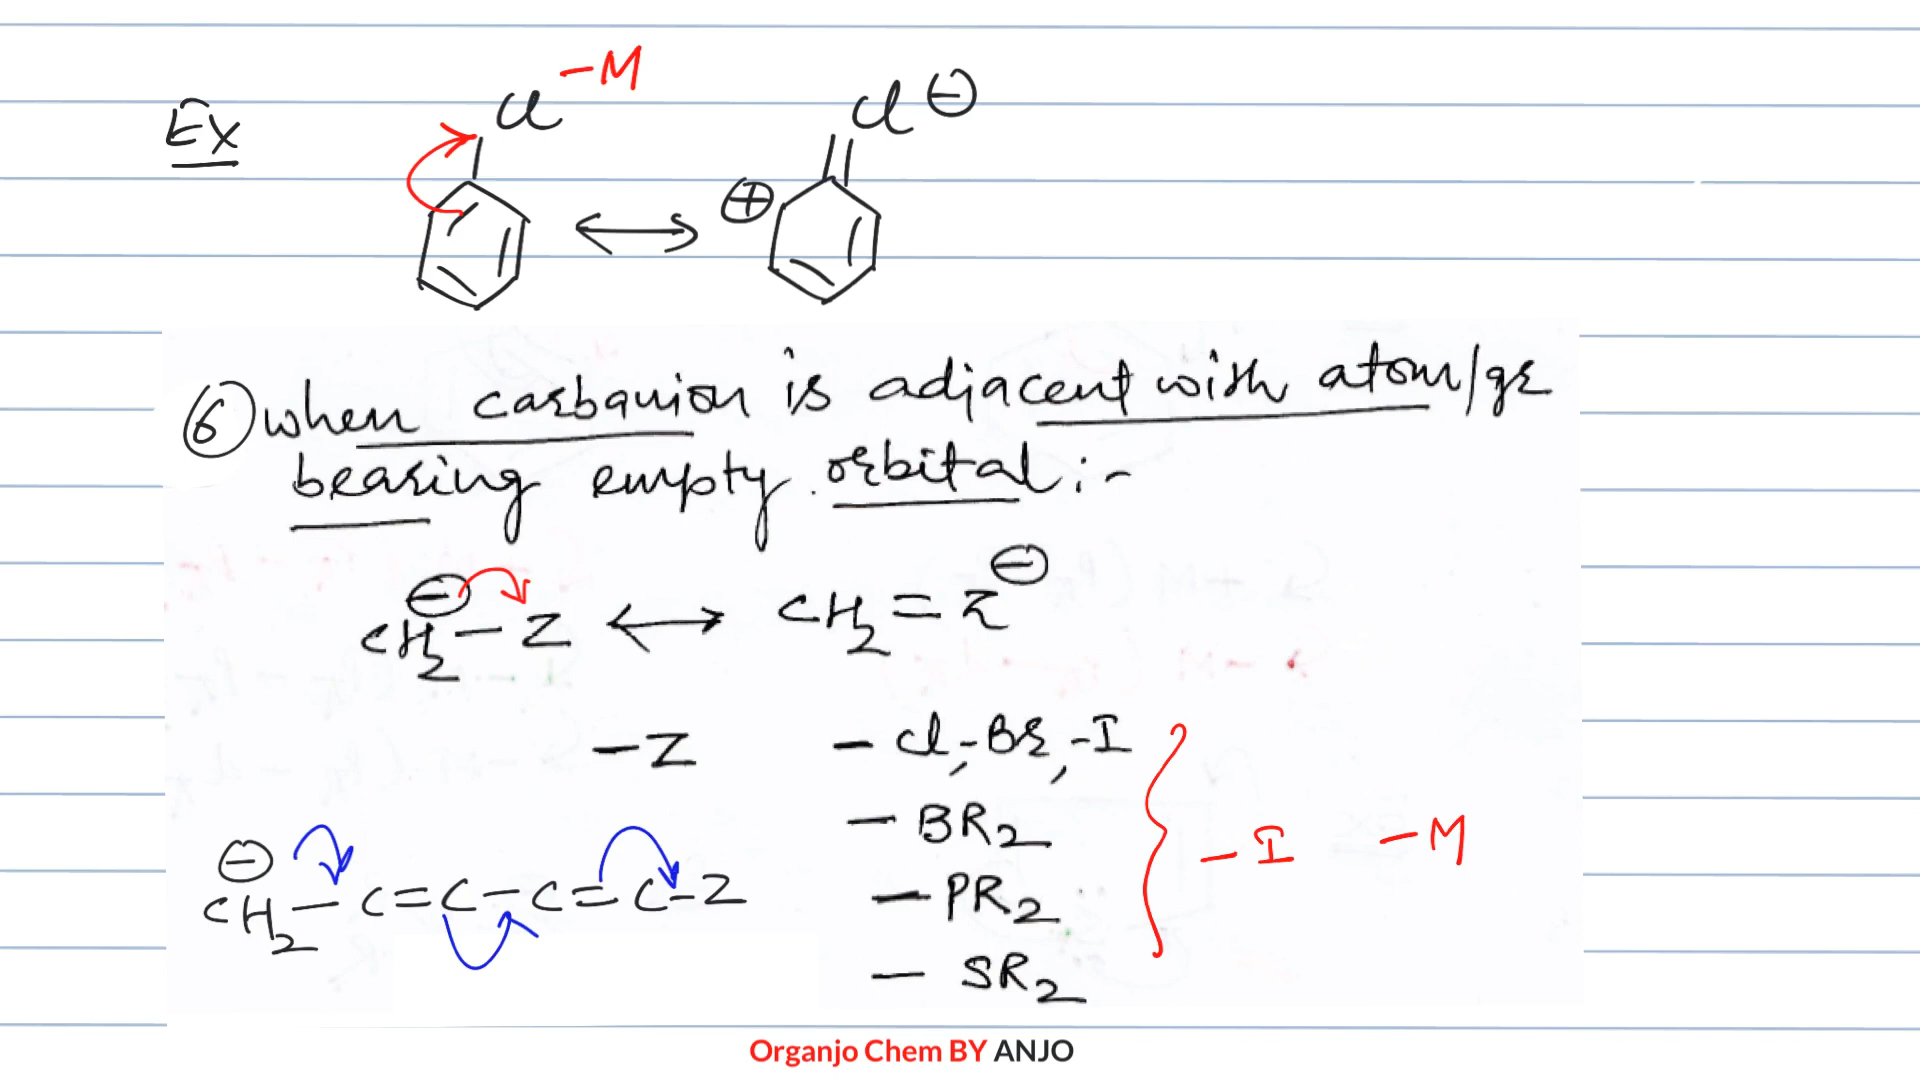 -M
Ex Cl Cl ⊖
⊕
⑥ when carbanion is adjacent with atom/gr
bearing empty orbital :-
⊖ ⊖
CH2 - Z ⟷ CH2 = Z
-Z - Cl, -Br, -I
- BR2
-I -M
⊖
CH2 - C = C - C = C - Z
- PR2
- SR2
Organjo Chem BY ANJO